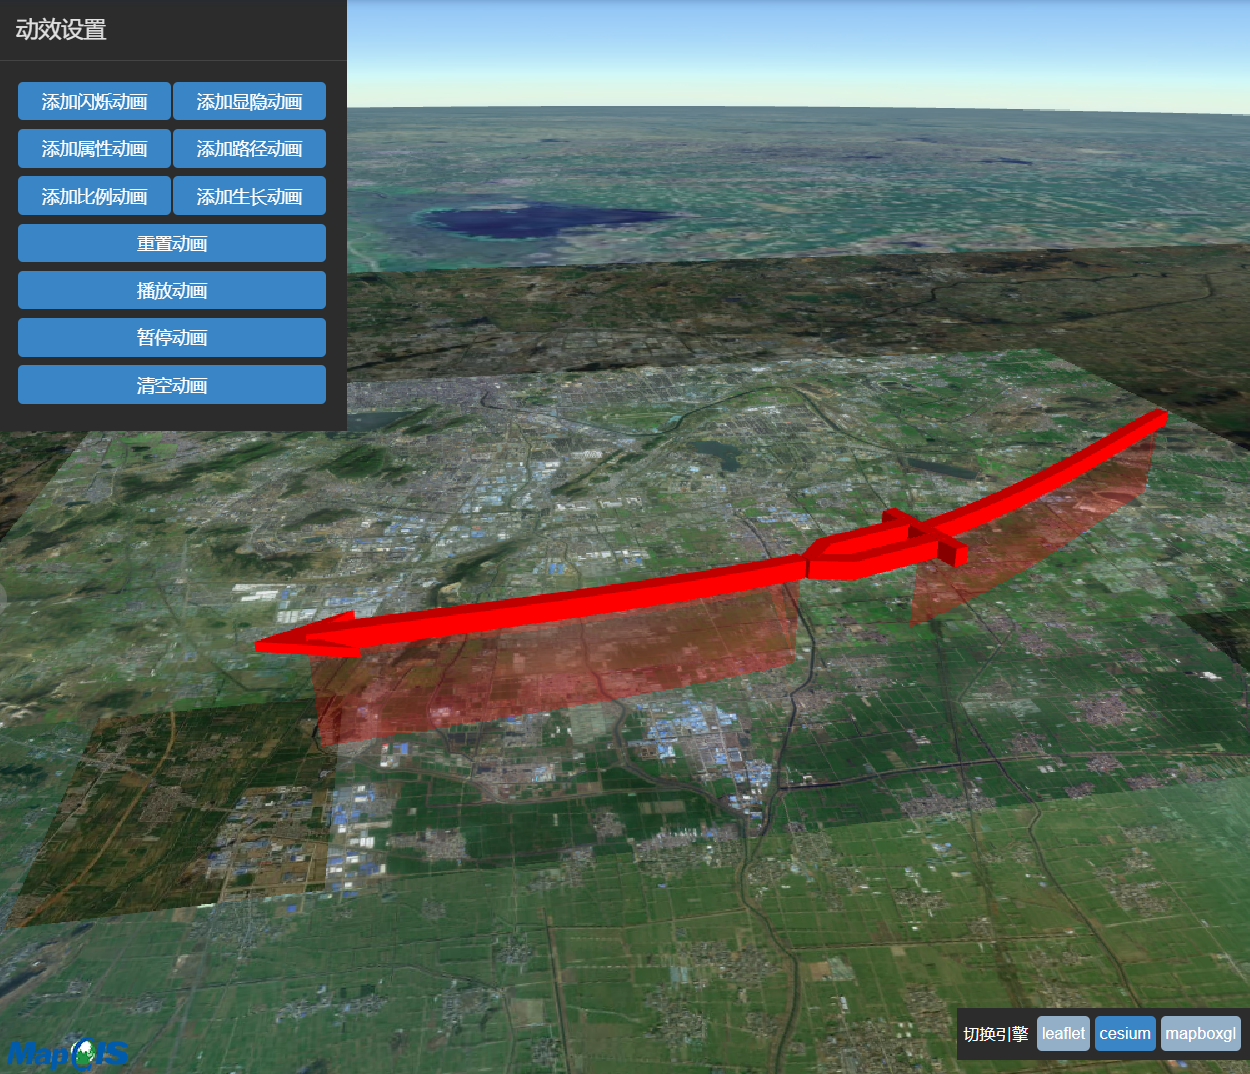 动效设置
添加闪烁动画 添加显隐动画
添加属性动画 添加路径动画
添加比例动画 添加生长动画
重置动画
播放动画
暂停动画
清空动画
切换引擎 leaflet cesium mapboxgl
MapGIS